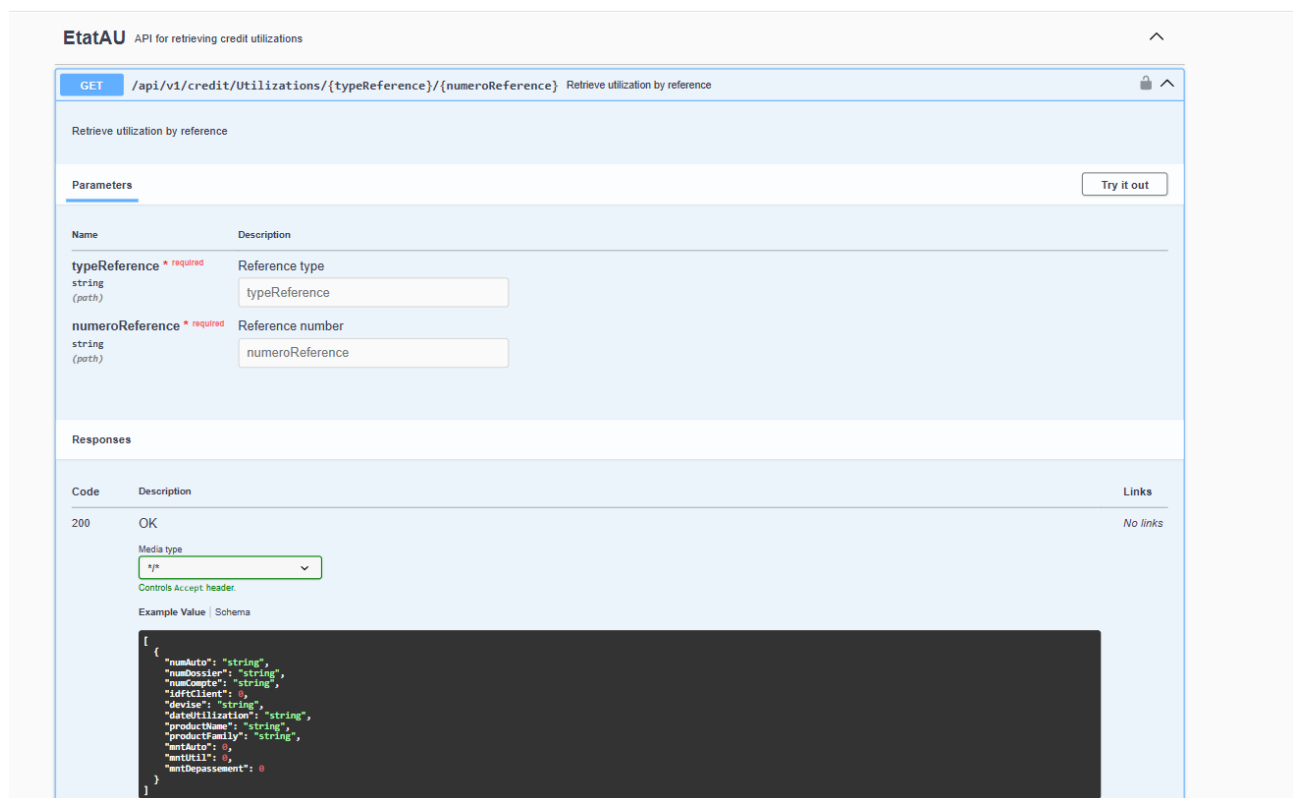 EtatAU API for retrieving credit utilizations
GET /api/v1/credit/Utilizations/{typeReference}/{numeroReference} Retrieve utilization by reference
Retrieve utilization by reference
Parameters
Try it out
Name Description
typeReference * required Reference type
string
(path)
typeReference
numeroReference * required Reference number
string
(path)
numeroReference
Responses
Code Description Links
200 OK No links
Media type
*/*
Controls Accept header.
Example Value | Schema
[
{
"numAuto": "string",
"numDossier": "string",
"numCompte": "string",
"idftClient": 0,
"devise": "string",
"dateUtilization": "string",
"productName": "string",
"productFamily": "string",
"mntAuto": 0,
"mntUtil": 0,
"mntDepassement": 0
}
]